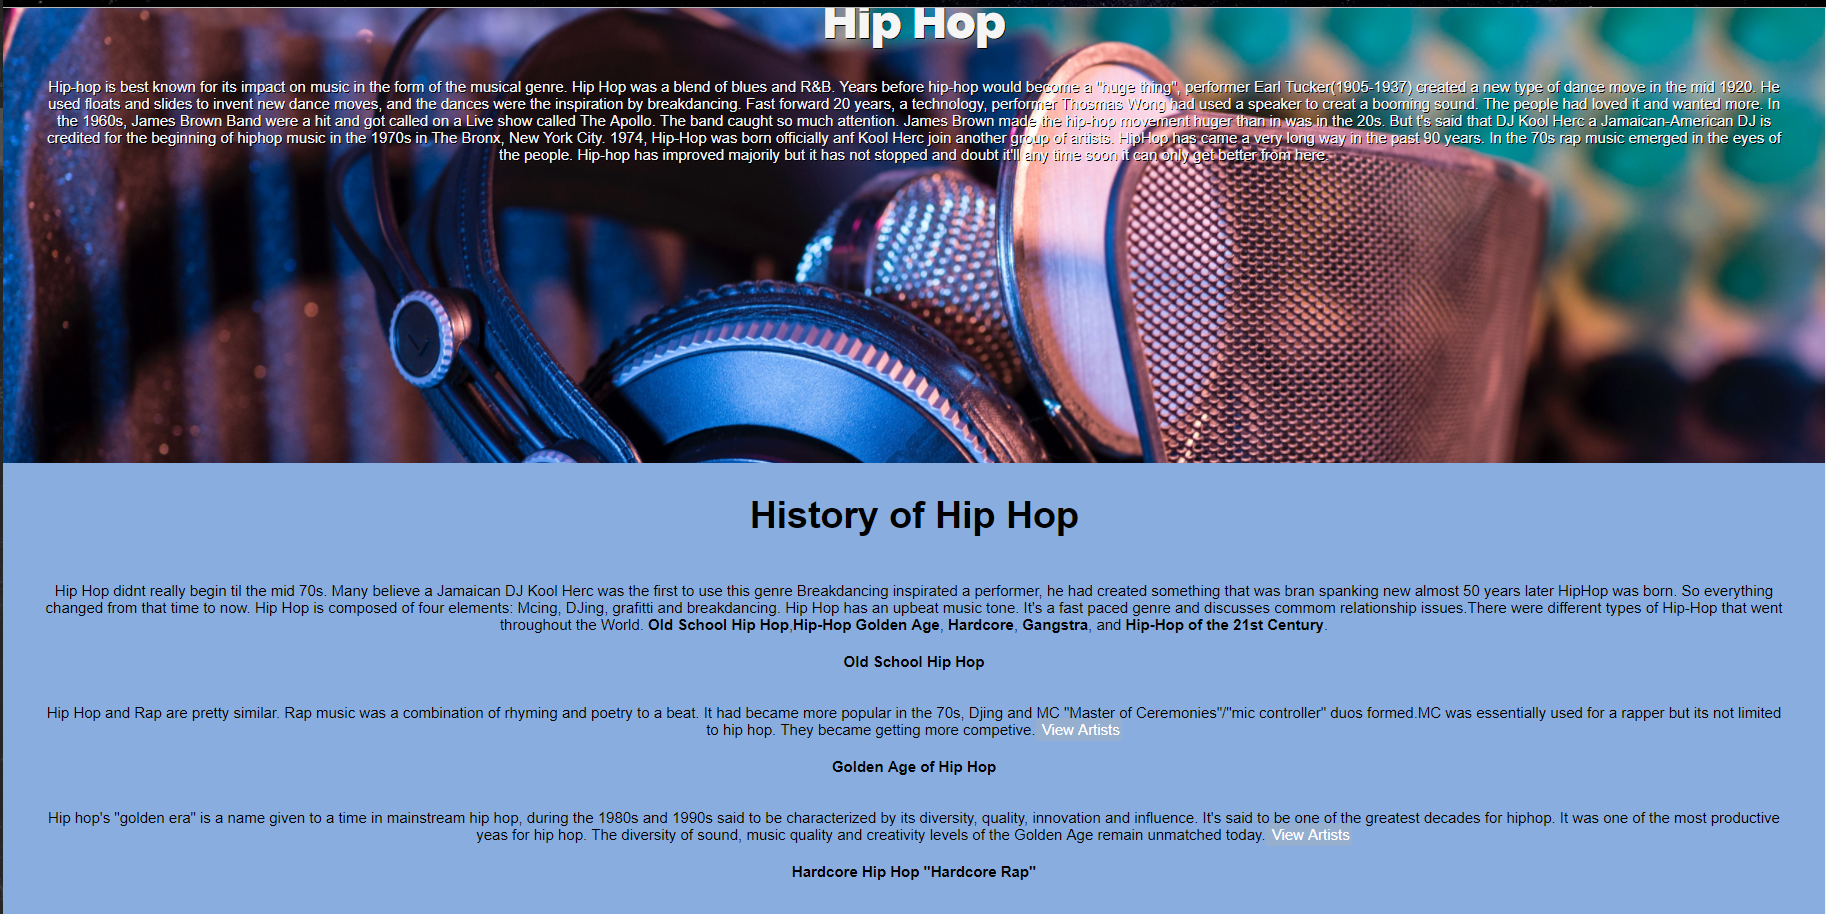 Hip Hop
Hip-hop is best known for its impact on music in the form of the musical genre. Hip Hop was a blend of blues and R&B. Years before hip-hop would become a "huge thing", performer Earl Tucker(1905-1937) created a new type of dance move in the mid 1920. He
used floats and slides to invent new dance moves, and the dances were the inspiration by breakdancing. Fast forward 20 years, a technology, performer Thosmas Wong had used a speaker to creat a booming sound. The people had loved it and wanted more. In
the 1960s, James Brown Band were a hit and got called on a Live show called The Apollo. The band caught so much attention. James Brown made the hip-hop movement huger than in was in the 20s. But t's said that DJ Kool Herc a Jamaican-American DJ is
credited for the beginning of hiphop music in the 1970s in The Bronx, New York City. 1974, Hip-Hop was born officially anf Kool Herc join another group of artists. HipHop has came a very long way in the past 90 years. In the 70s rap music emerged in the eyes of
the people. Hip-hop has improved majorily but it has not stopped and doubt it'll any time soon it can only get better from here.
History of Hip Hop
Hip Hop didnt really begin til the mid 70s. Many believe a Jamaican DJ Kool Herc was the first to use this genre Breakdancing inspirated a performer, he had created something that was bran spanking new almost 50 years later HipHop was born. So everything
changed from that time to now. Hip Hop is composed of four elements: Mcing, DJing, grafitti and breakdancing. Hip Hop has an upbeat music tone. It's a fast paced genre and discusses commom relationship issues.There were different types of Hip-Hop that went
throughout the World. Old School Hip Hop,Hip-Hop Golden Age, Hardcore, Gangstra, and Hip-Hop of the 21st Century.
Old School Hip Hop
Hip Hop and Rap are pretty similar. Rap music was a combination of rhyming and poetry to a beat. It had became more popular in the 70s, Djing and MC "Master of Ceremonies"/"mic controller" duos formed.MC was essentially used for a rapper but its not limited
to hip hop. They became getting more competive. View Artists
Golden Age of Hip Hop
Hip hop's "golden era" is a name given to a time in mainstream hip hop, during the 1980s and 1990s said to be characterized by its diversity, quality, innovation and influence. It's said to be one of the greatest decades for hiphop. It was one of the most productive
yeas for hip hop. The diversity of sound, music quality and creativity levels of the Golden Age remain unmatched today. View Artists
Hardcore Hip Hop "Hardcore Rap"